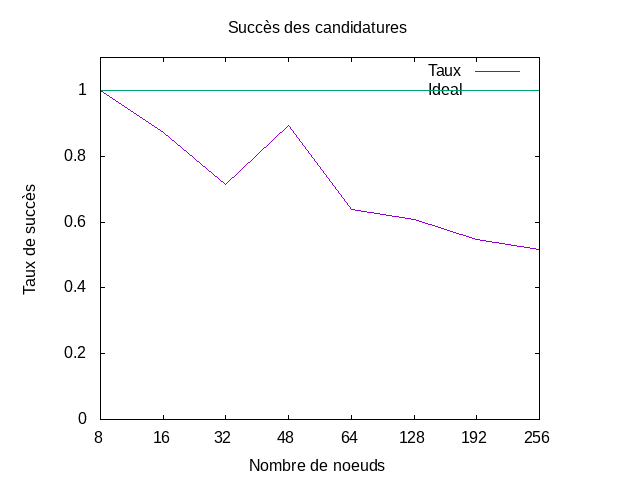 Succès des candidatures
Taux
Ideal
1
0.8
0.6
0.4
0.2
0
Taux de succès
8 16 32 48 64 128 192 256
Nombre de noeuds